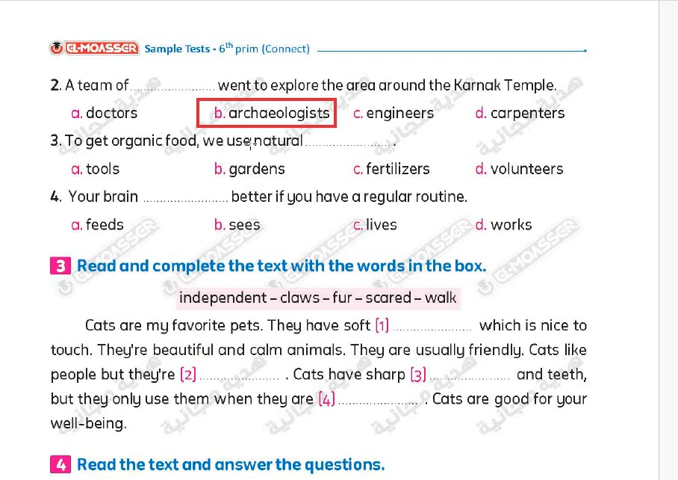 EL-MOASSER Sample Tests - 6th prim (Connect)
2. A team of ........................ went to explore the area around the Karnak Temple.
a. doctors b. archaeologists c. engineers d. carpenters
3. To get organic food, we use natural ........................ .
a. tools b. gardens c. fertilizers d. volunteers
4. Your brain ........................ better if you have a regular routine.
a. feeds b. sees c. lives d. works
3 Read and complete the text with the words in the box.
independent – claws – fur – scared – walk
Cats are my favorite pets. They have soft (1) ........................ which is nice to
touch. They're beautiful and calm animals. They are usually friendly. Cats like
people but they're (2) ........................ . Cats have sharp (3) ........................ and teeth,
but they only use them when they are (4) ........................ . Cats are good for your
well-being.
4 Read the text and answer the questions.